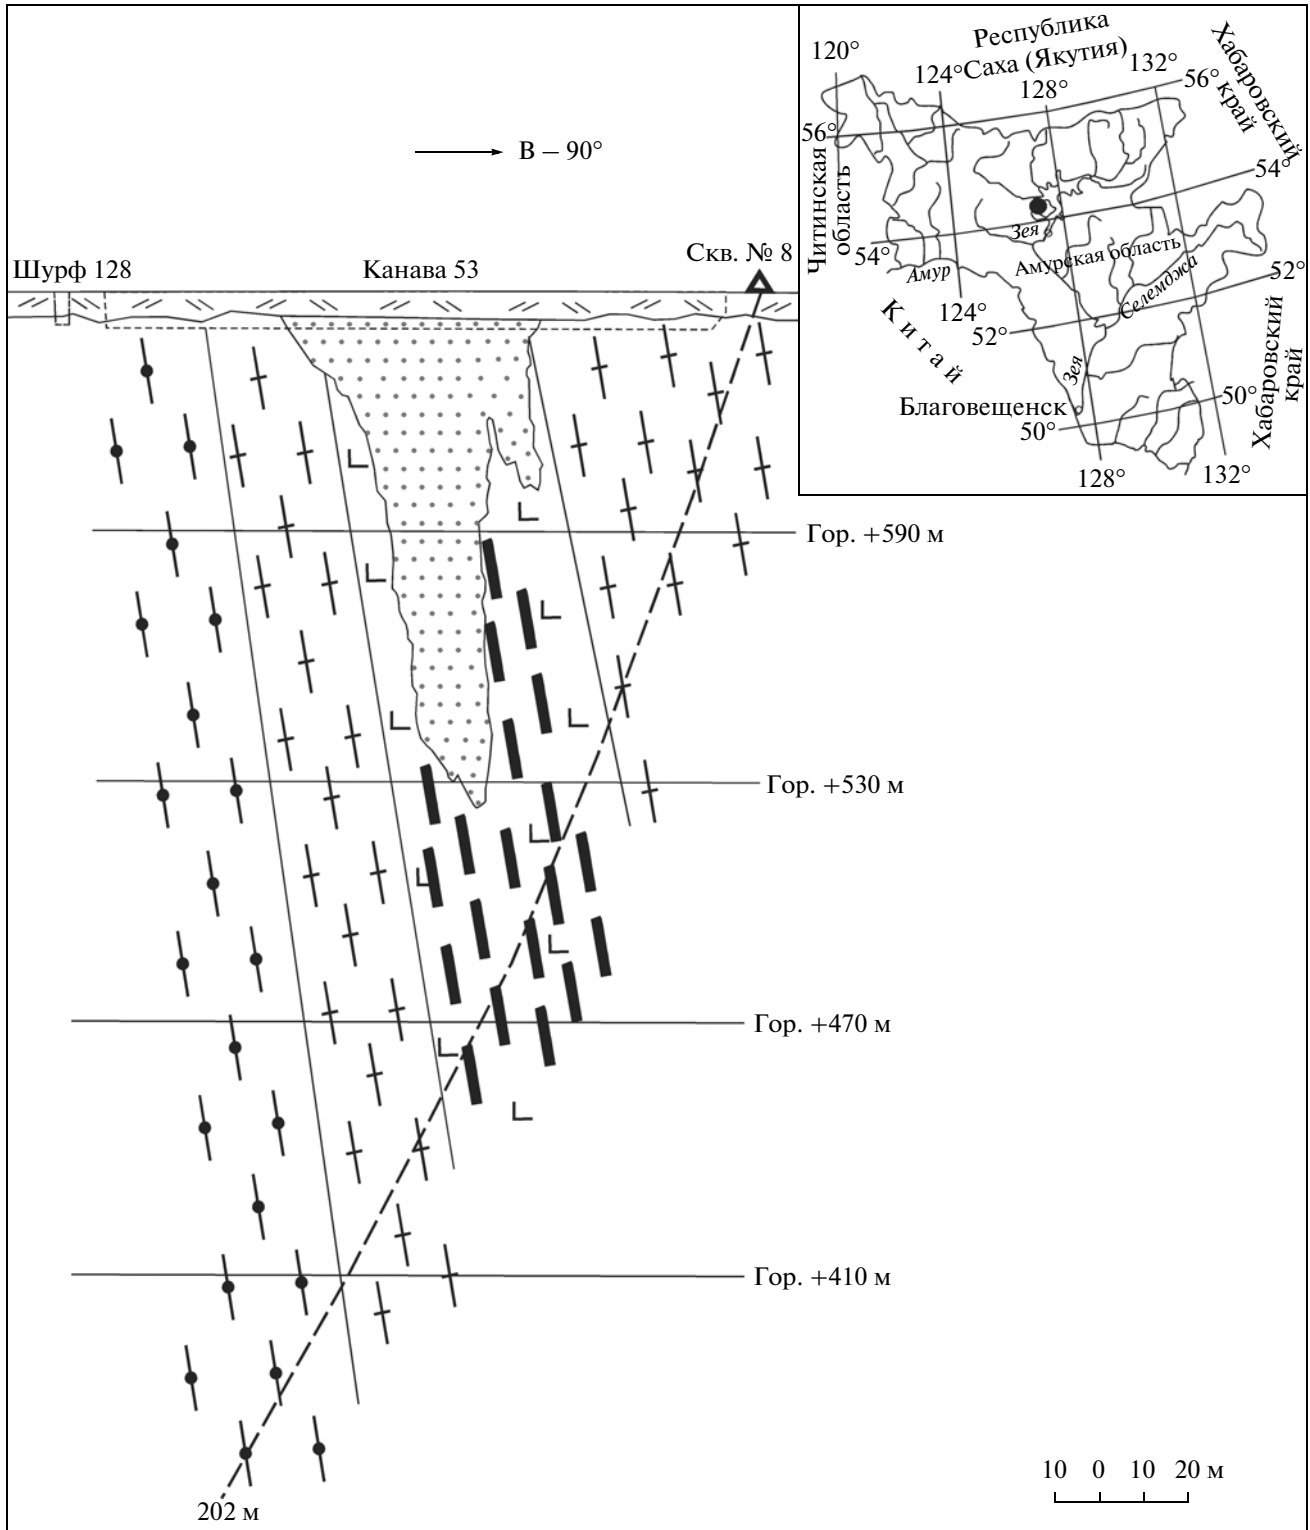 В – 90°
Шурф 128
Канава 53
Скв. № 8
Гор. +590 м
Гор. +530 м
Гор. +470 м
Гор. +410 м
202 м
10 0 10 20 м
Республика
Саха (Якутия)
120°
124°
128°
132°
56°
Хабаровский
край
56°
54°
Читинская
область
54°
Зея
Амурская область
Амур
Селемджа
52°
124°
52°
Китай
Зея
Хабаровский
край
Благовещенск
50°
50°
128°
132°